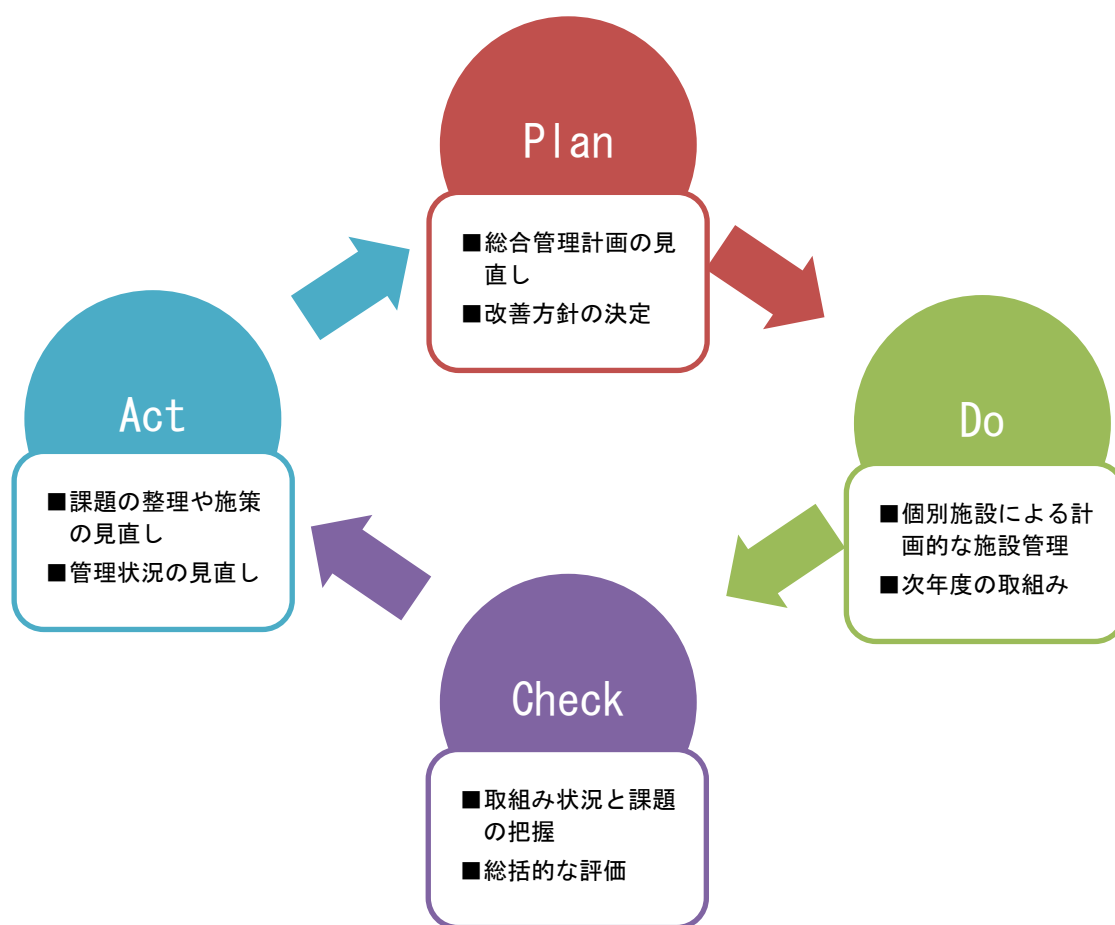 Plan
■総合管理計画の見
直し
■改善方針の決定
Do
■個別施設による計
画的な施設管理
■次年度の取組み
Check
■取組み状況と課題
の把握
■総括的な評価
Act
■課題の整理や施策
の見直し
■管理状況の見直し